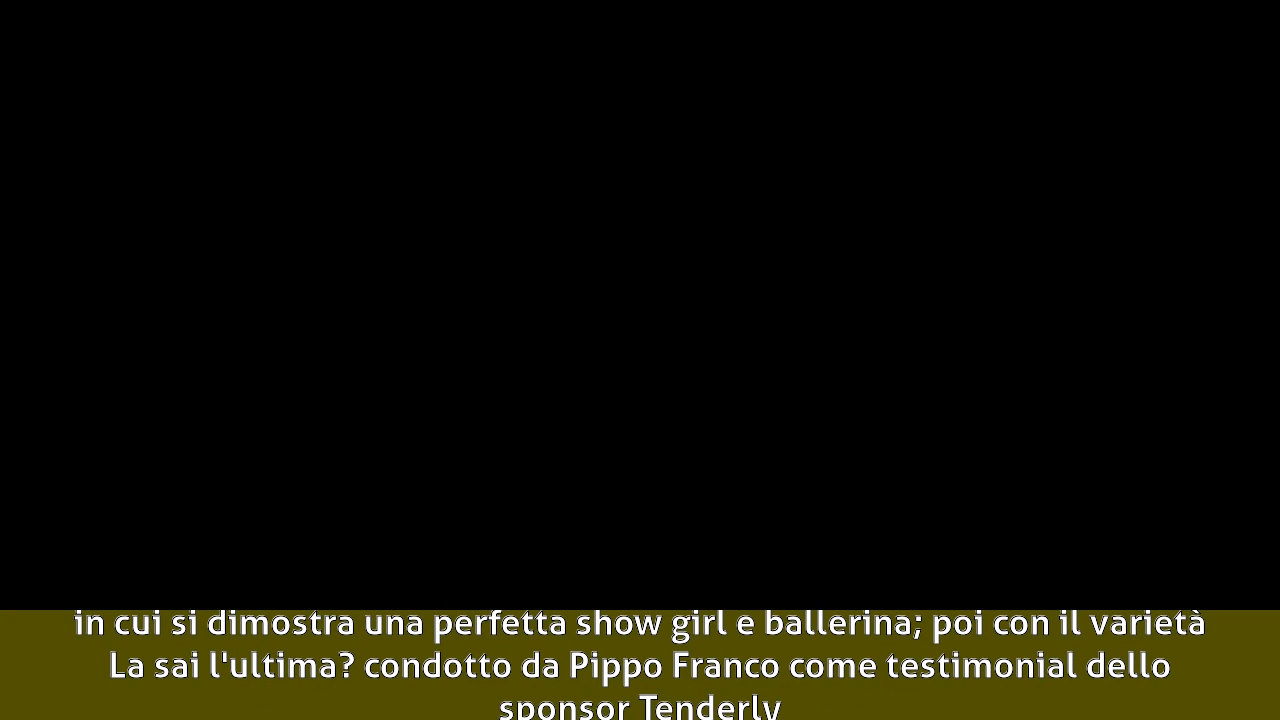 in cui si dimostra una perfetta show girl e ballerina; poi con il varietà
La sai l'ultima? condotto da Pippo Franco come testimonial dello
sponsor Tenderly